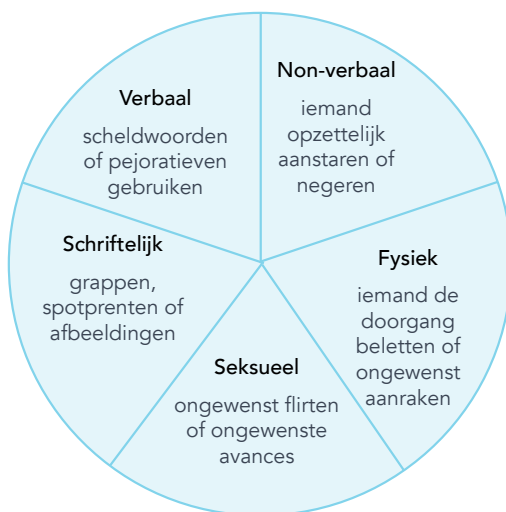 Non-verbaal
iemand
opzettelijk
aanstaren of
negeren
Fysiek
iemand de
doorgang
beletten of
ongewenst
aanraken
Seksueel
ongewenst flirten
of ongewenste
avances
Schriftelijk
grappen,
spotprenten of
afbeeldingen
Verbaal
scheldwoorden
of pejoratieven
gebruiken